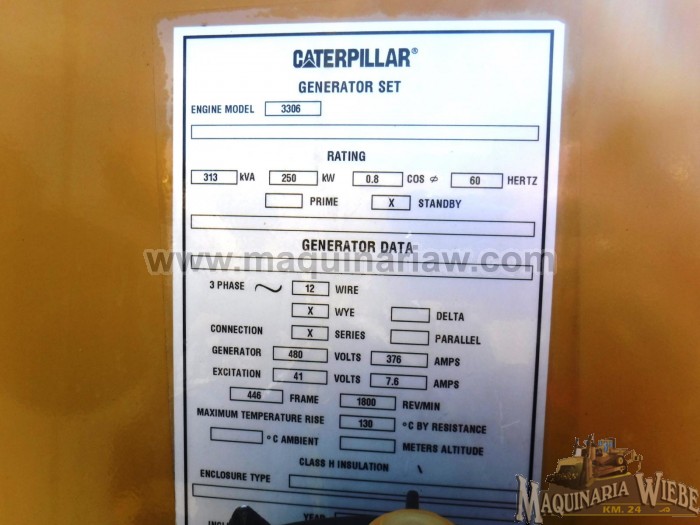 CATERPILLAR®
GENERATOR SET
ENGINE MODEL 3306
RATING
313 kVA 250 kW 0.8 COS ø 60 HERTZ
PRIME X STANDBY
GENERATOR DATA
www.maquinariaw.com
3 PHASE ~ 12 WIRE
X WYE DELTA
CONNECTION X SERIES PARALLEL
GENERATOR 480 VOLTS 376 AMPS
EXCITATION 41 VOLTS 7.6 AMPS
446 FRAME 1800 REV/MIN
MAXIMUM TEMPERATURE RISE 130 °C BY RESISTANCE
°C AMBIENT METERS ALTITUDE
CLASS H INSULATION
ENCLOSURE TYPE
YEAR
MAQUINARIA WIEBE
KM. 24